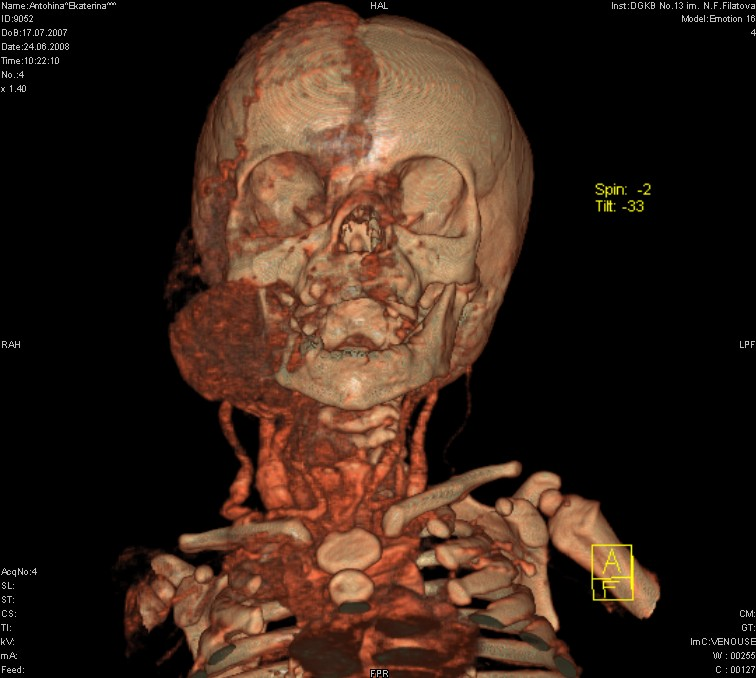 Name:Antohina^Ekaterina^^^
ID:9052
DoB:17.07.2007
Date:24.06.2008
Time:10:22:10
No.:4
x 1.40
HAL
Inst:DGKB No.13 im. N.F.Filatova
Model:Emotion 16
4
Spin: -2
Tilt: -33
RAH
LPF
A
F
AcqNo:4
SL:
ST:
CS:
TI:
kV:
mA:
Feed:
FPR
CM:
GT:
ImC:VENOUSE
W : 00255
C : 00127